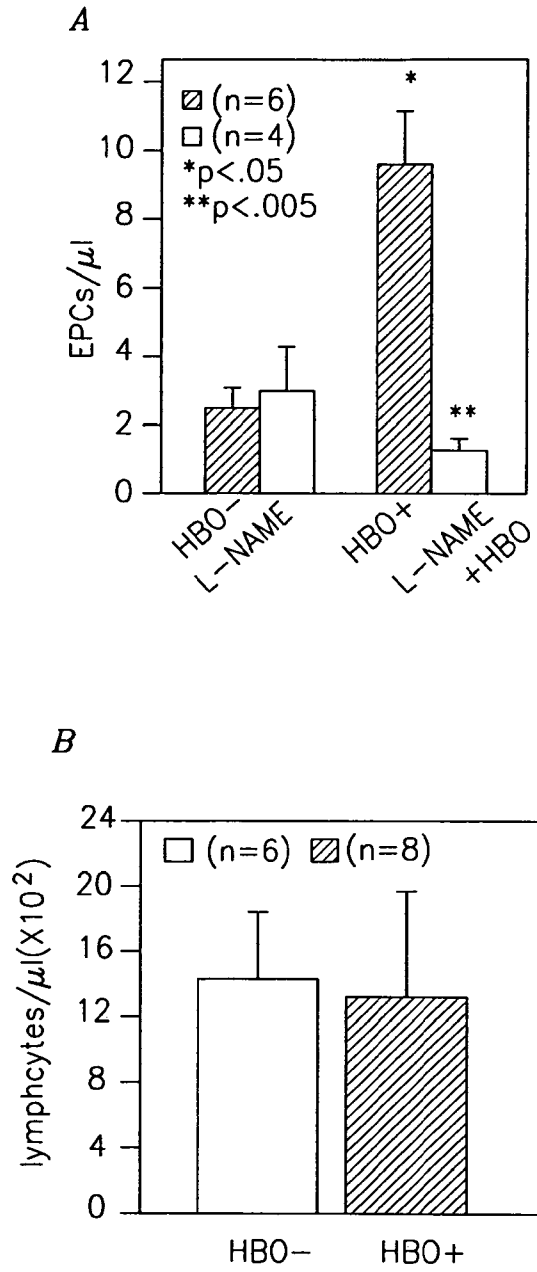 A
12
10
8
6
4
2
0
EPCs/μl
(n=6)
(n=4)
*p<.05
**p<.005
*
**
HBO–
L–NAME
HBO+
L–NAME
+HBO
B
24
20
16
12
8
4
0
lymphcytes/μl(X10²)
(n=6) (n=8)
HBO– HBO+